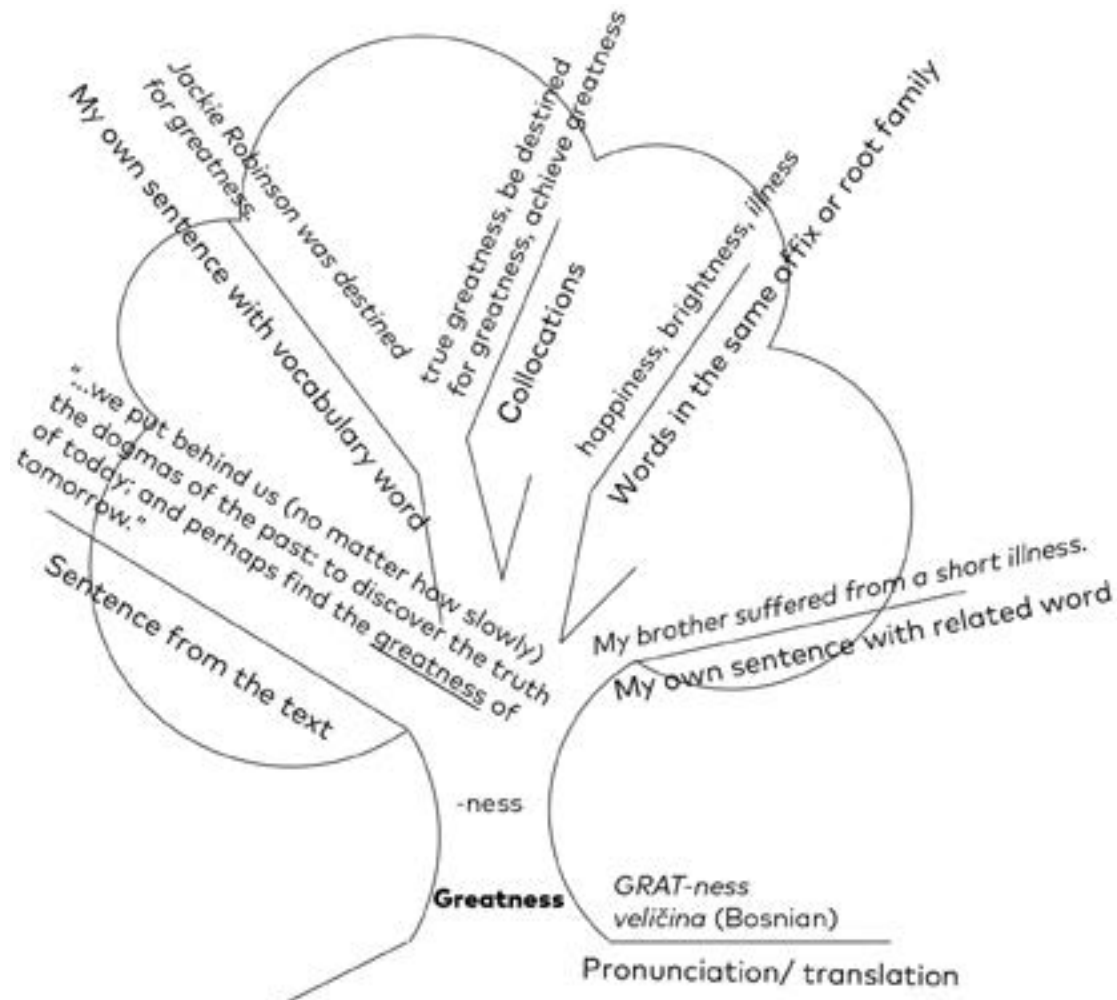 Jackie Robinson was destined
for greatness.
My own sentence with vocabulary word
true greatness, be destined
for greatness, achieve greatness
Collocations
happiness, brightness, illness
Words in the same affix or root family
"...we put behind us (no matter how slowly)
the dogmas of the past: to discover the truth
of today; and perhaps find the greatness of
tomorrow."
Sentence from the text
My brother suffered from a short illness.
My own sentence with related word
-ness
Greatness
GRAT-ness
veličina (Bosnian)
Pronunciation/ translation